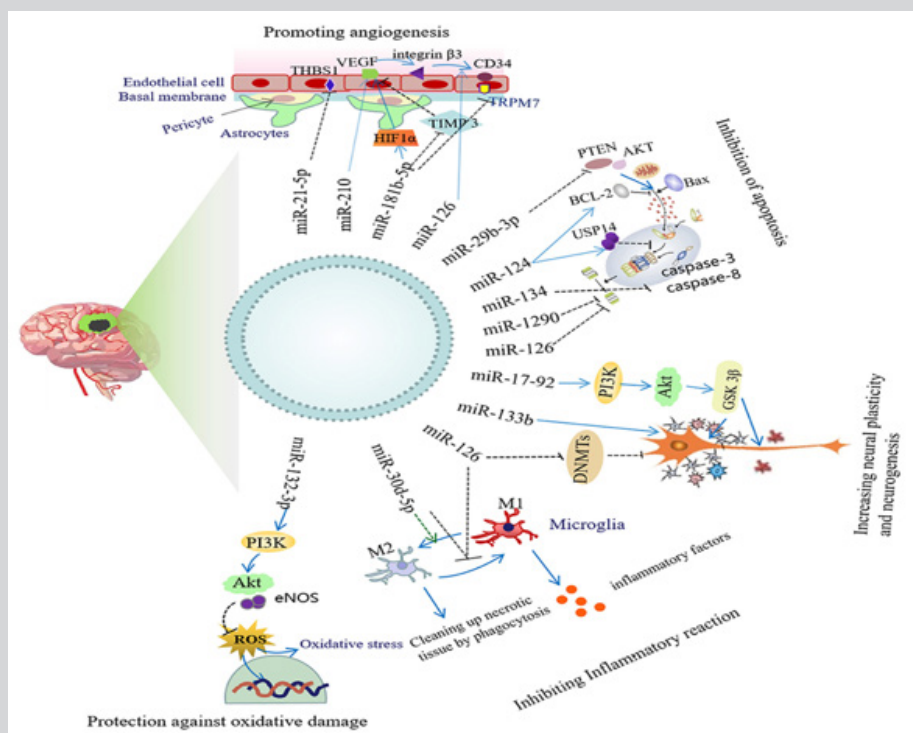 Promoting angiogenesis
integrin β3
VEGF
CD34
THBS1
Endothelial cell
Basal membrane
TRPM7
Pericyte
Astrocytes
TIMP 3
HIF1α
miR-21-5p
miR-210
miR-181b-5p
miR-126
miR-29b-3p
PTEN
AKT
BCL-2
Bax
USP14
miR-124
caspase-3
caspase-8
miR-134
miR-1290
miR-126
Inhibition of apoptosis
miR-17-92
PI3K
Akt
GSK 3β
miR-133b
miR-126
DNMTs
Increasing neural plasticity
and neurogenesis
miR-132-3p
PI3K
Akt
eNOS
ROS
Oxidative stress
Protection against oxidative damage
miR-30d-5p
M1
Microglia
M2
inflammatory factors
Cleaning up necrotic
tissue by phagocytosis
Inhibiting Inflammatory reaction